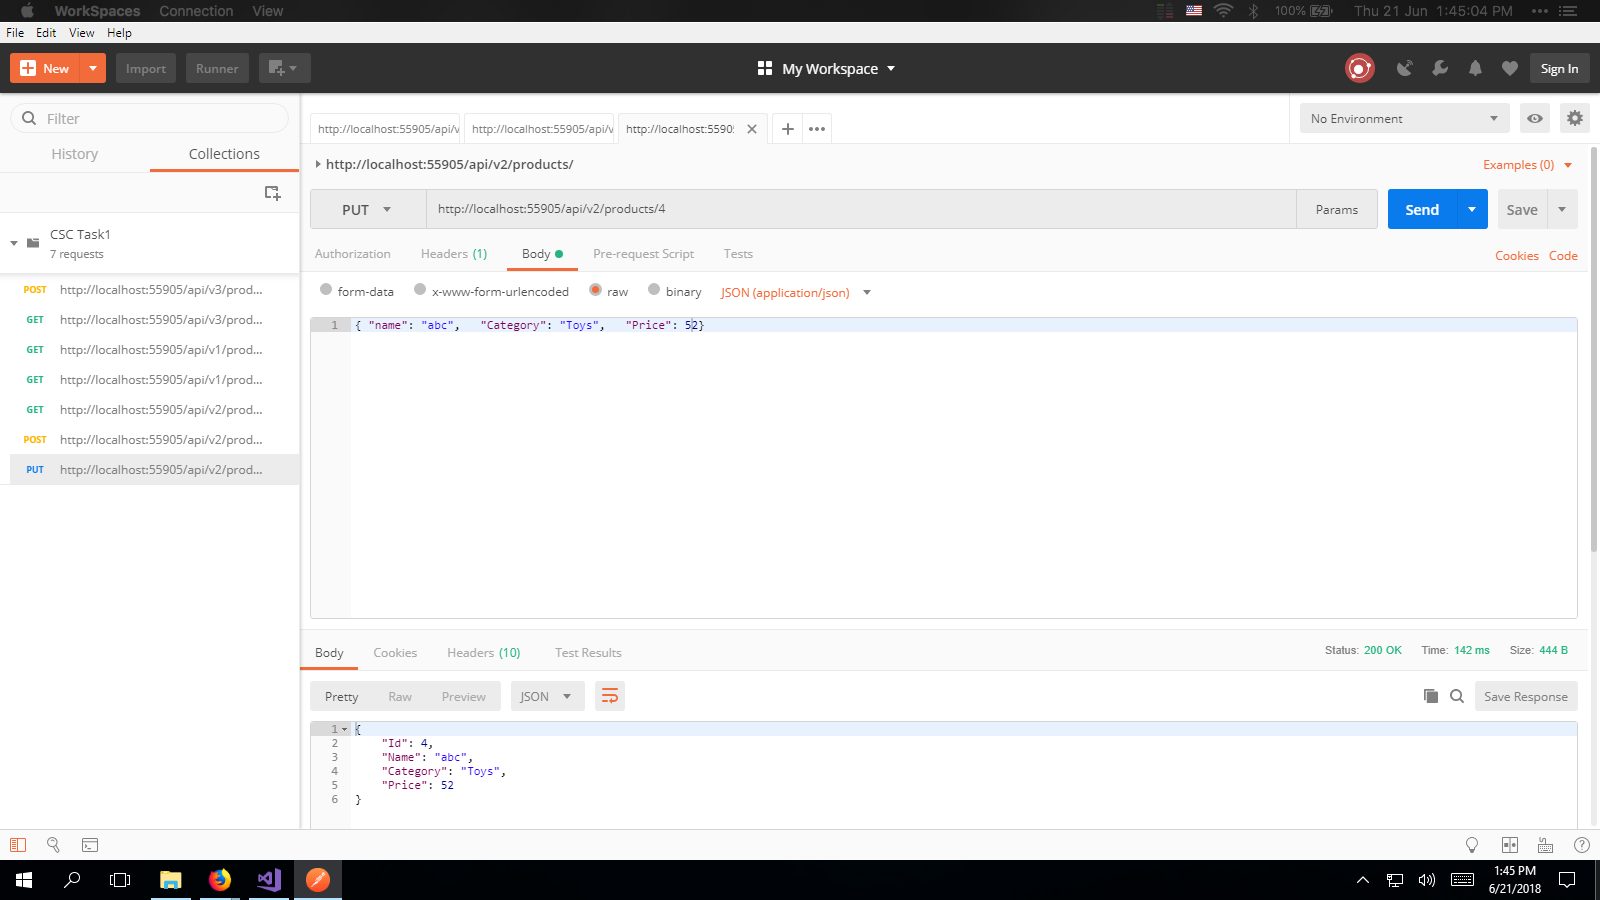 WorkSpaces Connection View 100% Thu 21 Jun 1:45:04 PM
File Edit View Help
New Import Runner My Workspace Sign In
Filter
http://localhost:55905/api/v http://localhost:55905/api/v http://localhost:5590! No Environment
History Collections
http://localhost:55905/api/v2/products/ Examples (0)
PUT http://localhost:55905/api/v2/products/4 Params Send Save
CSC Task1
7 requests
Authorization Headers (1) Body Pre-request Script Tests Cookies Code
POST http://localhost:55905/api/v3/prod...
GET http://localhost:55905/api/v3/prod...
GET http://localhost:55905/api/v1/prod...
GET http://localhost:55905/api/v1/prod...
GET http://localhost:55905/api/v2/prod...
POST http://localhost:55905/api/v2/prod...
PUT http://localhost:55905/api/v2/prod...
form-data x-www-form-urlencoded raw binary JSON (application/json)
1 { "name": "abc", "Category": "Toys", "Price": 52}
Body Cookies Headers (10) Test Results Status: 200 OK Time: 142 ms Size: 444 B
Pretty Raw Preview JSON Save Response
1 {
2 "Id": 4,
3 "Name": "abc",
4 "Category": "Toys",
5 "Price": 52
6 }
1:45 PM
6/21/2018